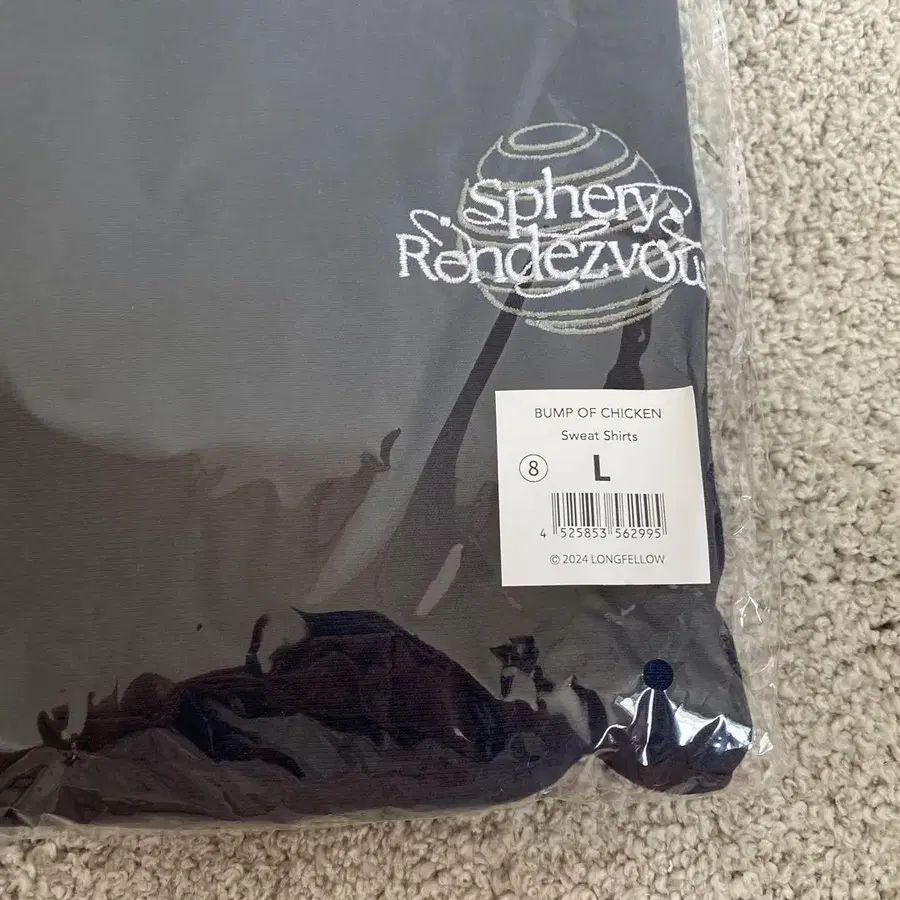 Sphery
Rendezvous
BUMP OF CHICKEN
Sweat Shirts
8 L
4 525853 562995
© 2024 LONGFELLOW